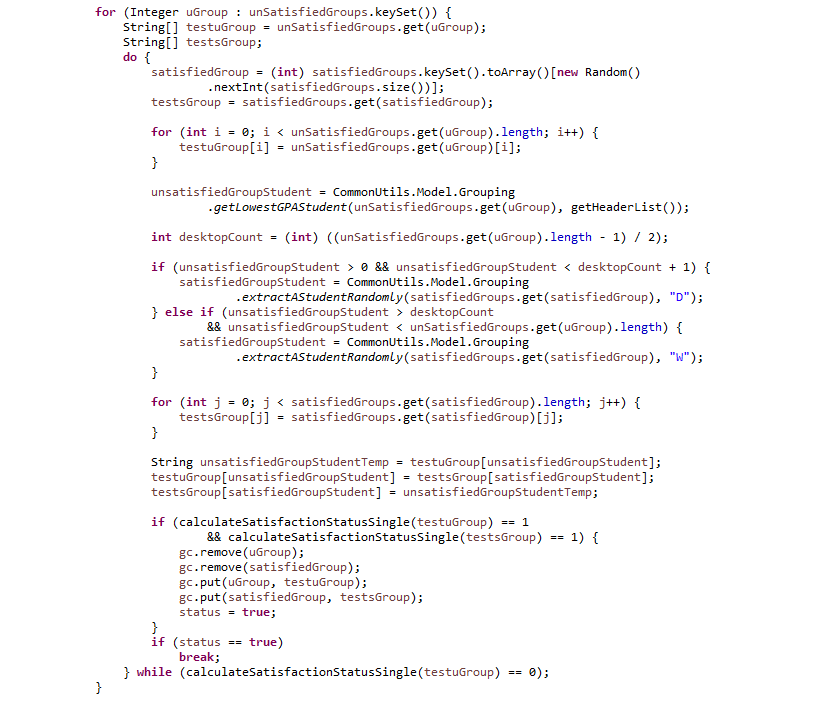 for (Integer uGroup : unSatisfiedGroups.keySet()) {
    String[] testuGroup = unSatisfiedGroups.get(uGroup);
    String[] testsGroup;
    do {
        satisfiedGroup = (int) satisfiedGroups.keySet().toArray()[new Random()
                .nextInt(satisfiedGroups.size())];
        testsGroup = satisfiedGroups.get(satisfiedGroup);

        for (int i = 0; i < unSatisfiedGroups.get(uGroup).length; i++) {
            testuGroup[i] = unSatisfiedGroups.get(uGroup)[i];
        }

        unsatisfiedGroupStudent = CommonUtils.Model.Grouping
                .getLowestGPAStudent(unSatisfiedGroups.get(uGroup), getHeaderList());

        int desktopCount = (int) ((unSatisfiedGroups.get(uGroup).length - 1) / 2);

        if (unsatisfiedGroupStudent > 0 && unsatisfiedGroupStudent < desktopCount + 1) {
            satisfiedGroupStudent = CommonUtils.Model.Grouping
                    .extractAStudentRandomly(satisfiedGroups.get(satisfiedGroup), "D");
        } else if (unsatisfiedGroupStudent > desktopCount
                && unsatisfiedGroupStudent < unSatisfiedGroups.get(uGroup).length) {
            satisfiedGroupStudent = CommonUtils.Model.Grouping
                    .extractAStudentRandomly(satisfiedGroups.get(satisfiedGroup), "W");
        }

        for (int j = 0; j < satisfiedGroups.get(satisfiedGroup).length; j++) {
            testsGroup[j] = satisfiedGroups.get(satisfiedGroup)[j];
        }

        String unsatisfiedGroupStudentTemp = testuGroup[unsatisfiedGroupStudent];
        testuGroup[unsatisfiedGroupStudent] = testsGroup[satisfiedGroupStudent];
        testsGroup[satisfiedGroupStudent] = unsatisfiedGroupStudentTemp;

        if (calculateSatisfactionStatusSingle(testuGroup) == 1
                && calculateSatisfactionStatusSingle(testsGroup) == 1) {
            gc.remove(uGroup);
            gc.remove(satisfiedGroup);
            gc.put(uGroup, testuGroup);
            gc.put(satisfiedGroup, testsGroup);
            status = true;
        }
        if (status == true)
            break;
    } while (calculateSatisfactionStatusSingle(testuGroup) == 0);
}